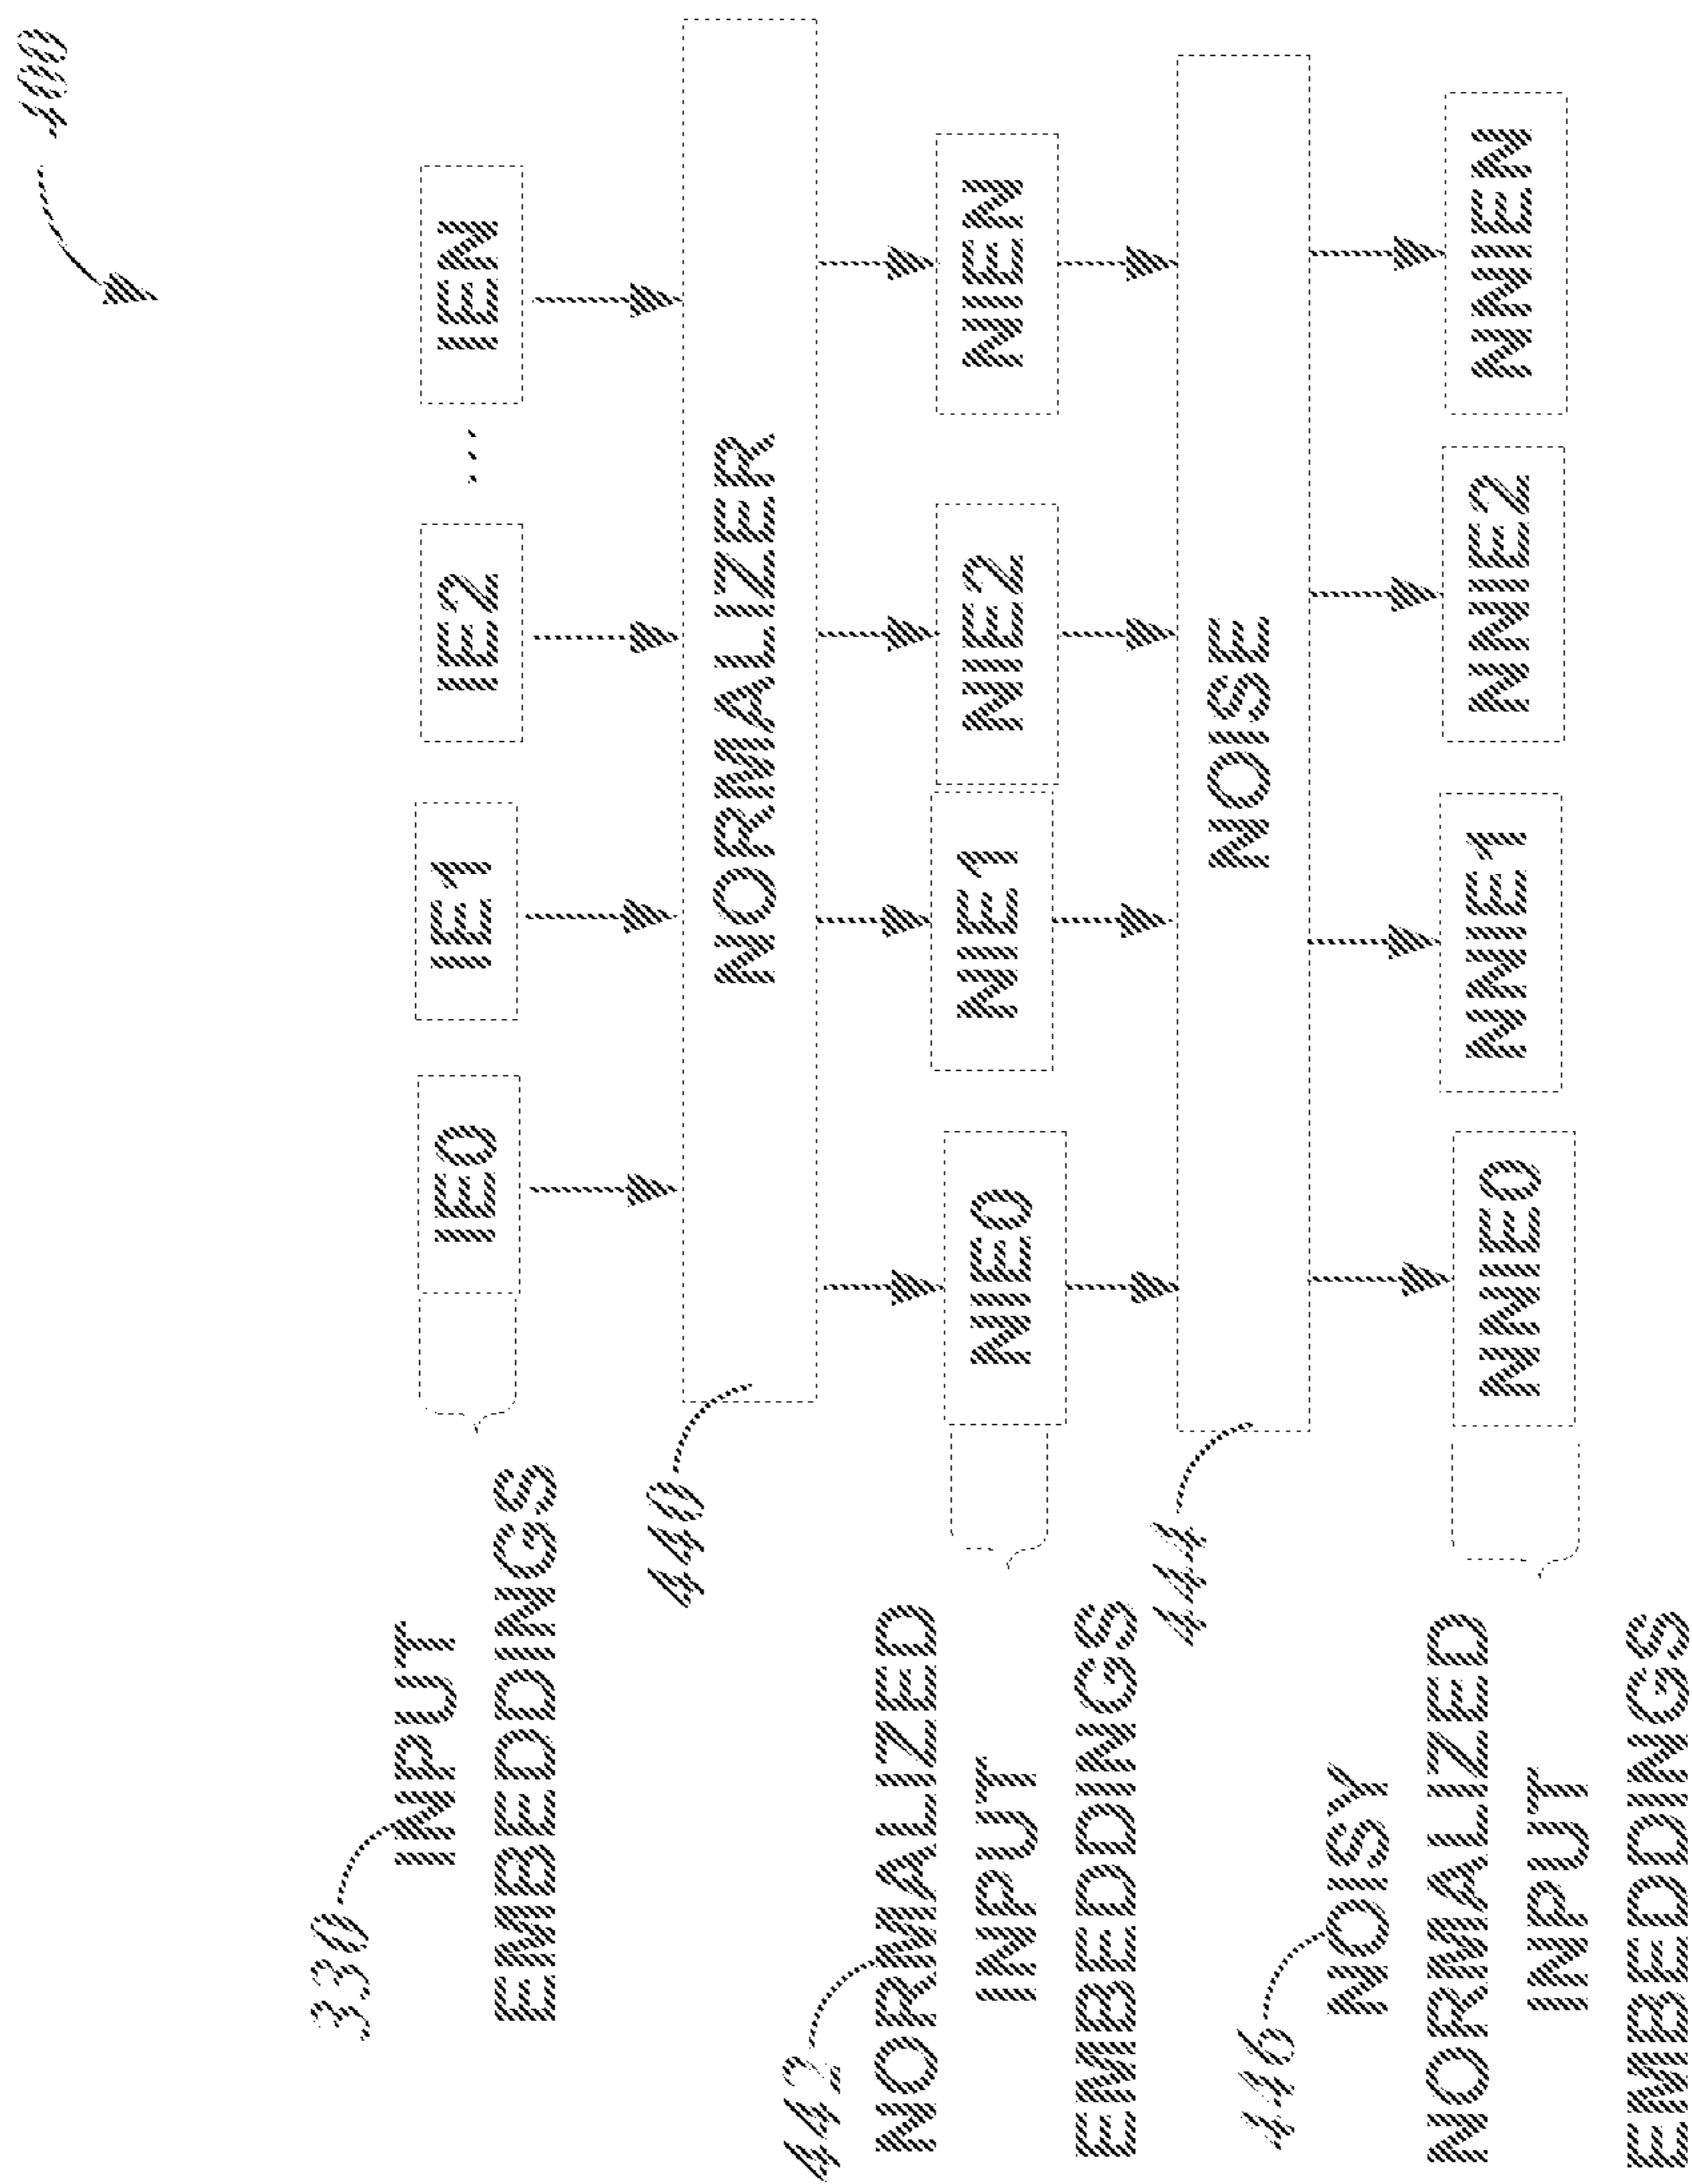 400
330
INPUT
EMBEDDINGS
IE0 IE1 IE2 ... IEN
440
NORMALIZER
442
NORMALIZED
INPUT
EMBEDDINGS
NIE0 NIE1 NIE2 NIEN
444
NOISE
446
NOISY
NORMALIZED
INPUT
EMBEDDINGS
NNIE0 NNIE1 NNIE2 NNIEN